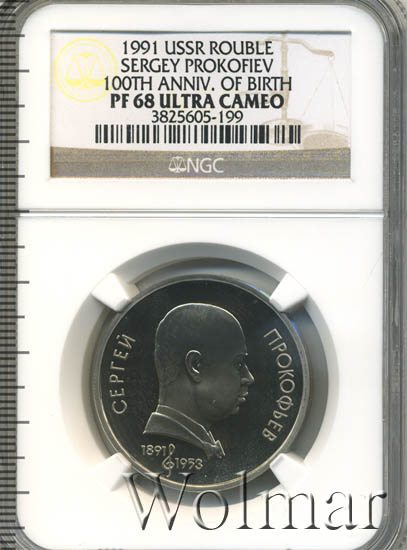 1991 USSR ROUBLE
SERGEY PROKOFIEV
100TH ANNIV. OF BIRTH
PF 68 ULTRA CAMEO
3825605-199
NGC
СЕРГЕЙ
ПРОКОФЬЕВ
1891
1953
Wolmar